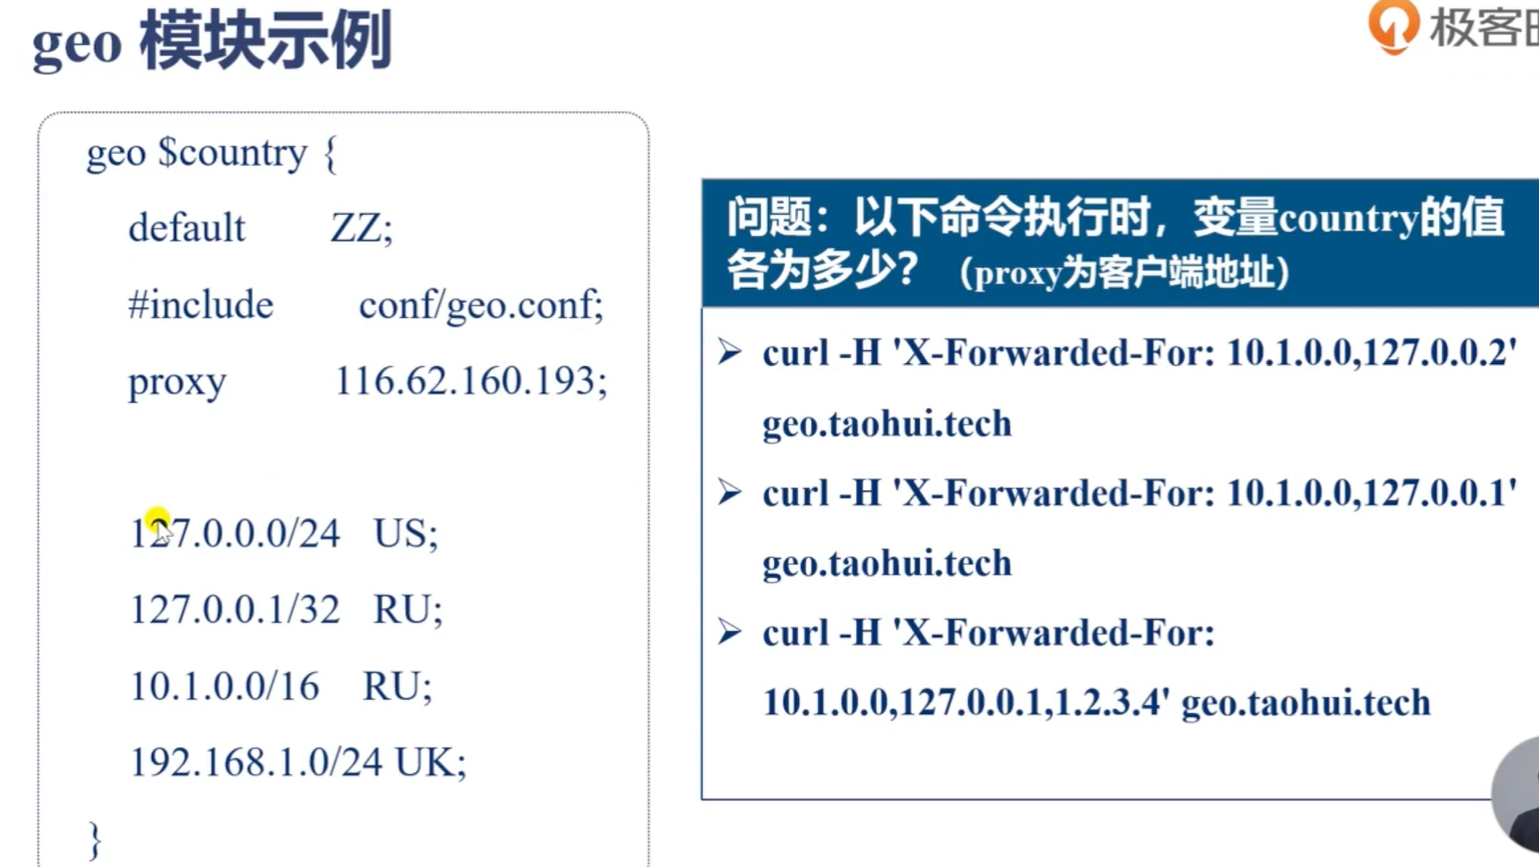 geo 模块示例
极客时
geo $country {
default ZZ;
#include conf/geo.conf;
proxy 116.62.160.193;
127.0.0.0/24 US;
127.0.0.1/32 RU;
10.1.0.0/16 RU;
192.168.1.0/24 UK;
}
问题：以下命令执行时，变量country的值
各为多少？（proxy为客户端地址）
➢ curl -H 'X-Forwarded-For: 10.1.0.0,127.0.0.2'
geo.taohui.tech
➢ curl -H 'X-Forwarded-For: 10.1.0.0,127.0.0.1'
geo.taohui.tech
➢ curl -H 'X-Forwarded-For:
10.1.0.0,127.0.0.1,1.2.3.4' geo.taohui.tech